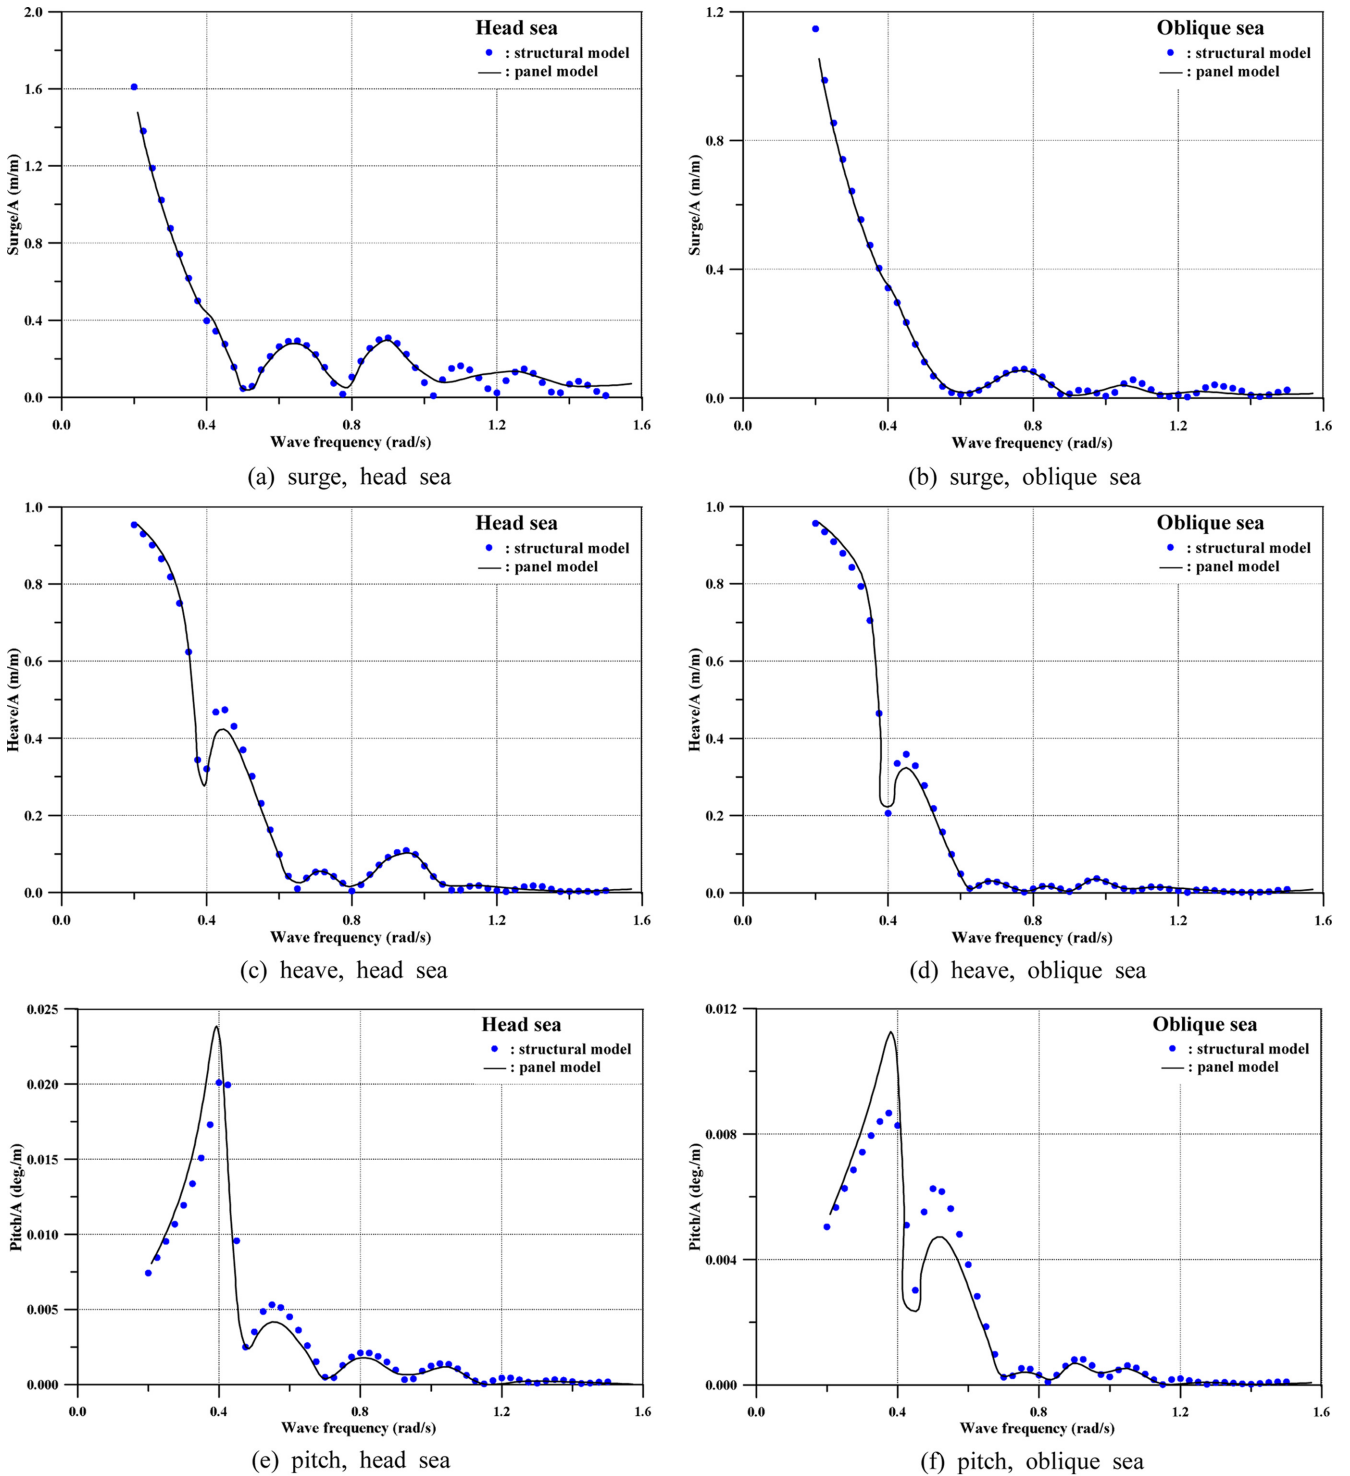 2.0
1.6
1.2
0.8
0.4
0.0
Surge/A (m/m)
Head sea
: structural model
: panel model
0.0 0.4 0.8 1.2 1.6
Wave frequency (rad/s)
(a) surge, head sea
1.2
0.8
0.4
0.0
Surge/A (m/m)
Oblique sea
: structural model
: panel model
0.0 0.4 0.8 1.2 1.6
Wave frequency (rad/s)
(b) surge, oblique sea
1.0
0.8
0.6
0.4
0.2
0.0
Heave/A (m/m)
Head sea
: structural model
: panel model
0.0 0.4 0.8 1.2 1.6
Wave frequency (rad/s)
(c) heave, head sea
1.0
0.8
0.6
0.4
0.2
0.0
Heave/A (m/m)
Oblique sea
: structural model
: panel model
0.0 0.4 0.8 1.2 1.6
Wave frequency (rad/s)
(d) heave, oblique sea
0.025
0.020
0.015
0.010
0.005
0.000
Pitch/A (deg./m)
Head sea
: structural model
: panel model
0.0 0.4 0.8 1.2 1.6
Wave frequency (rad/s)
(e) pitch, head sea
0.012
0.008
0.004
0.000
Pitch/A (deg./m)
Oblique sea
: structural model
: panel model
0.0 0.4 0.8 1.2 1.6
Wave frequency (rad/s)
(f) pitch, oblique sea